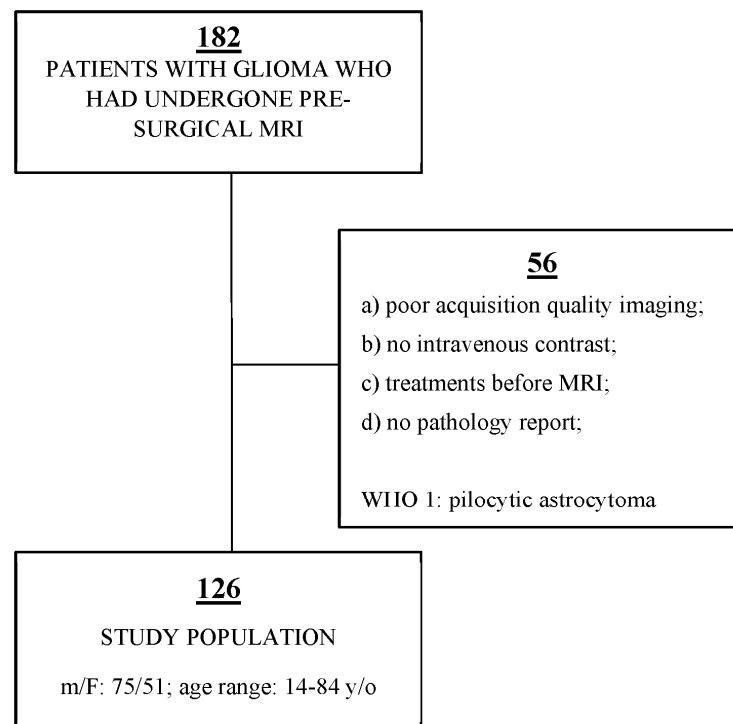 182
PATIENTS WITH GLIOMA WHO
HAD UNDERGONE PRE-
SURGICAL MRI
56
a) poor acquisition quality imaging;
b) no intravenous contrast;
c) treatments before MRI;
d) no pathology report;
WHO 1: pilocytic astrocytoma
126
STUDY POPULATION
m/F: 75/51; age range: 14-84 y/o